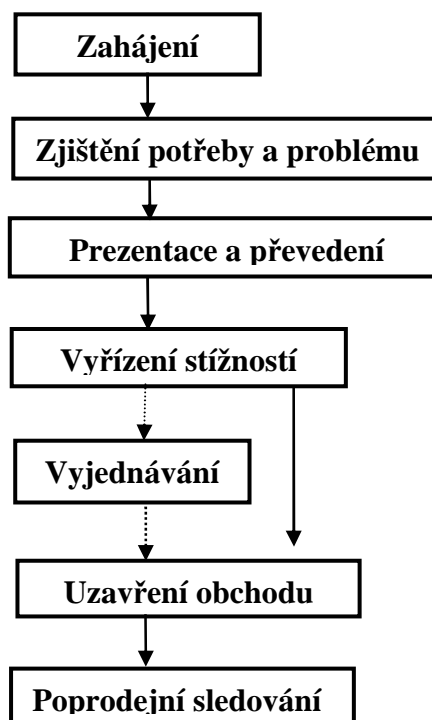 Zahájení
Zjištění potřeby a problému
Prezentace a převedení
Vyřízení stížností
Vyjednávání
Uzavření obchodu
Poprodejní sledování